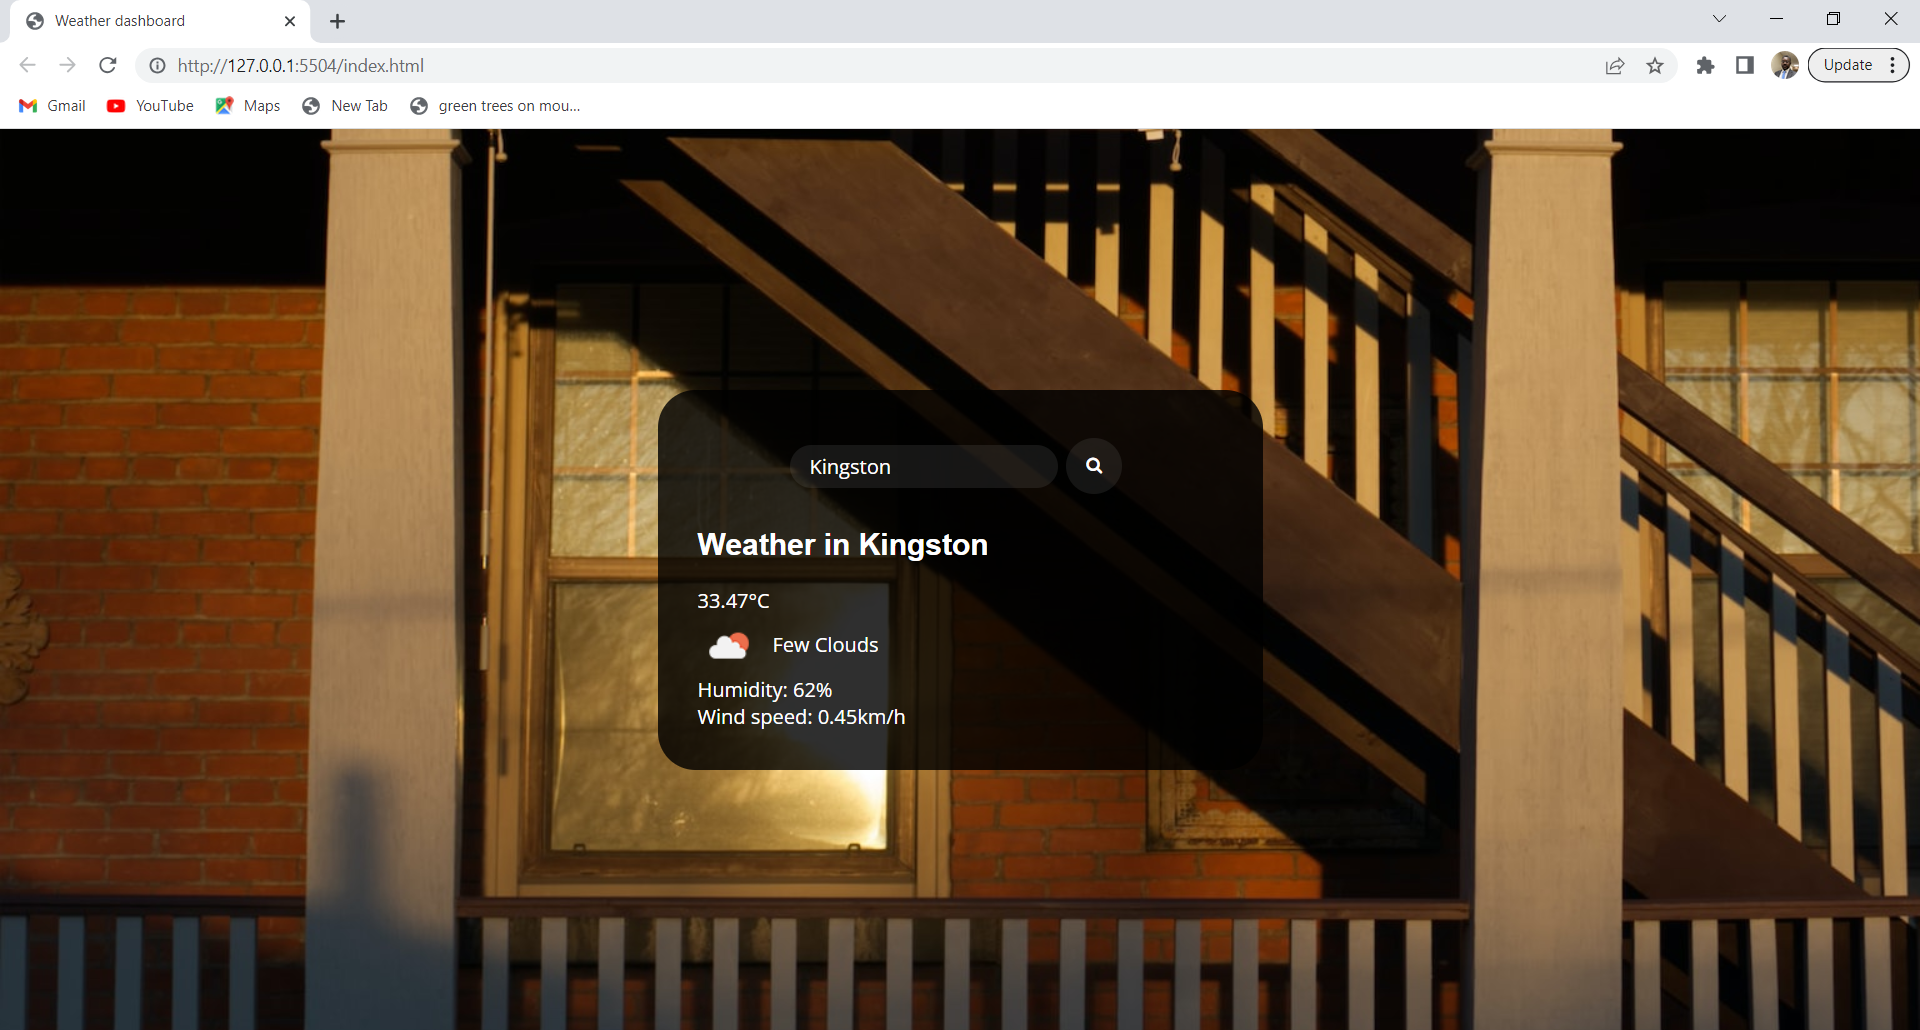 Weather dashboard
http://127.0.0.1:5504/index.html
Update
Gmail YouTube Maps New Tab green trees on mou...
Kingston
Weather in Kingston
33.47°C
Few Clouds
Humidity: 62%
Wind speed: 0.45km/h